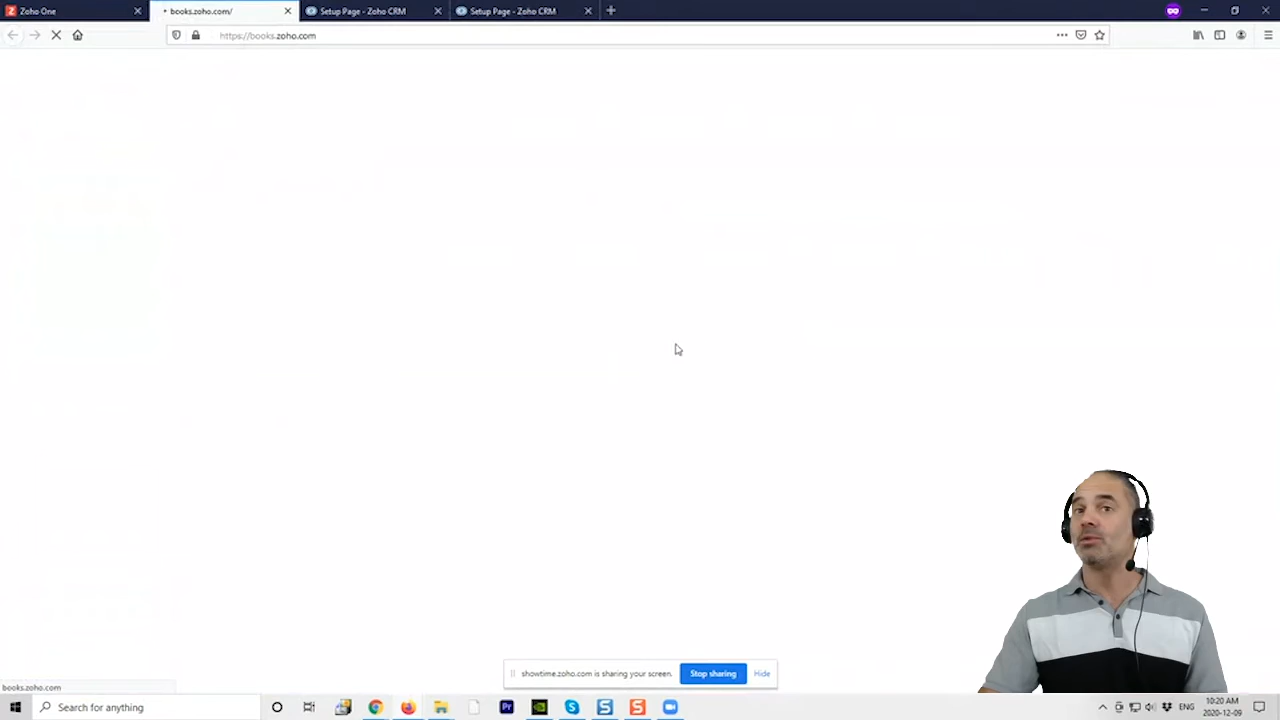 Zoho One
books.zoho.com/
Setup Page - Zoho CRM
Setup Page - Zoho CRM
https://books.zoho.com
showtime.zoho.com is sharing your screen.
Stop sharing
Hide
books.zoho.com
Search for anything
Pr
S
S
S
ENG
10:20 AM
2020-12-09